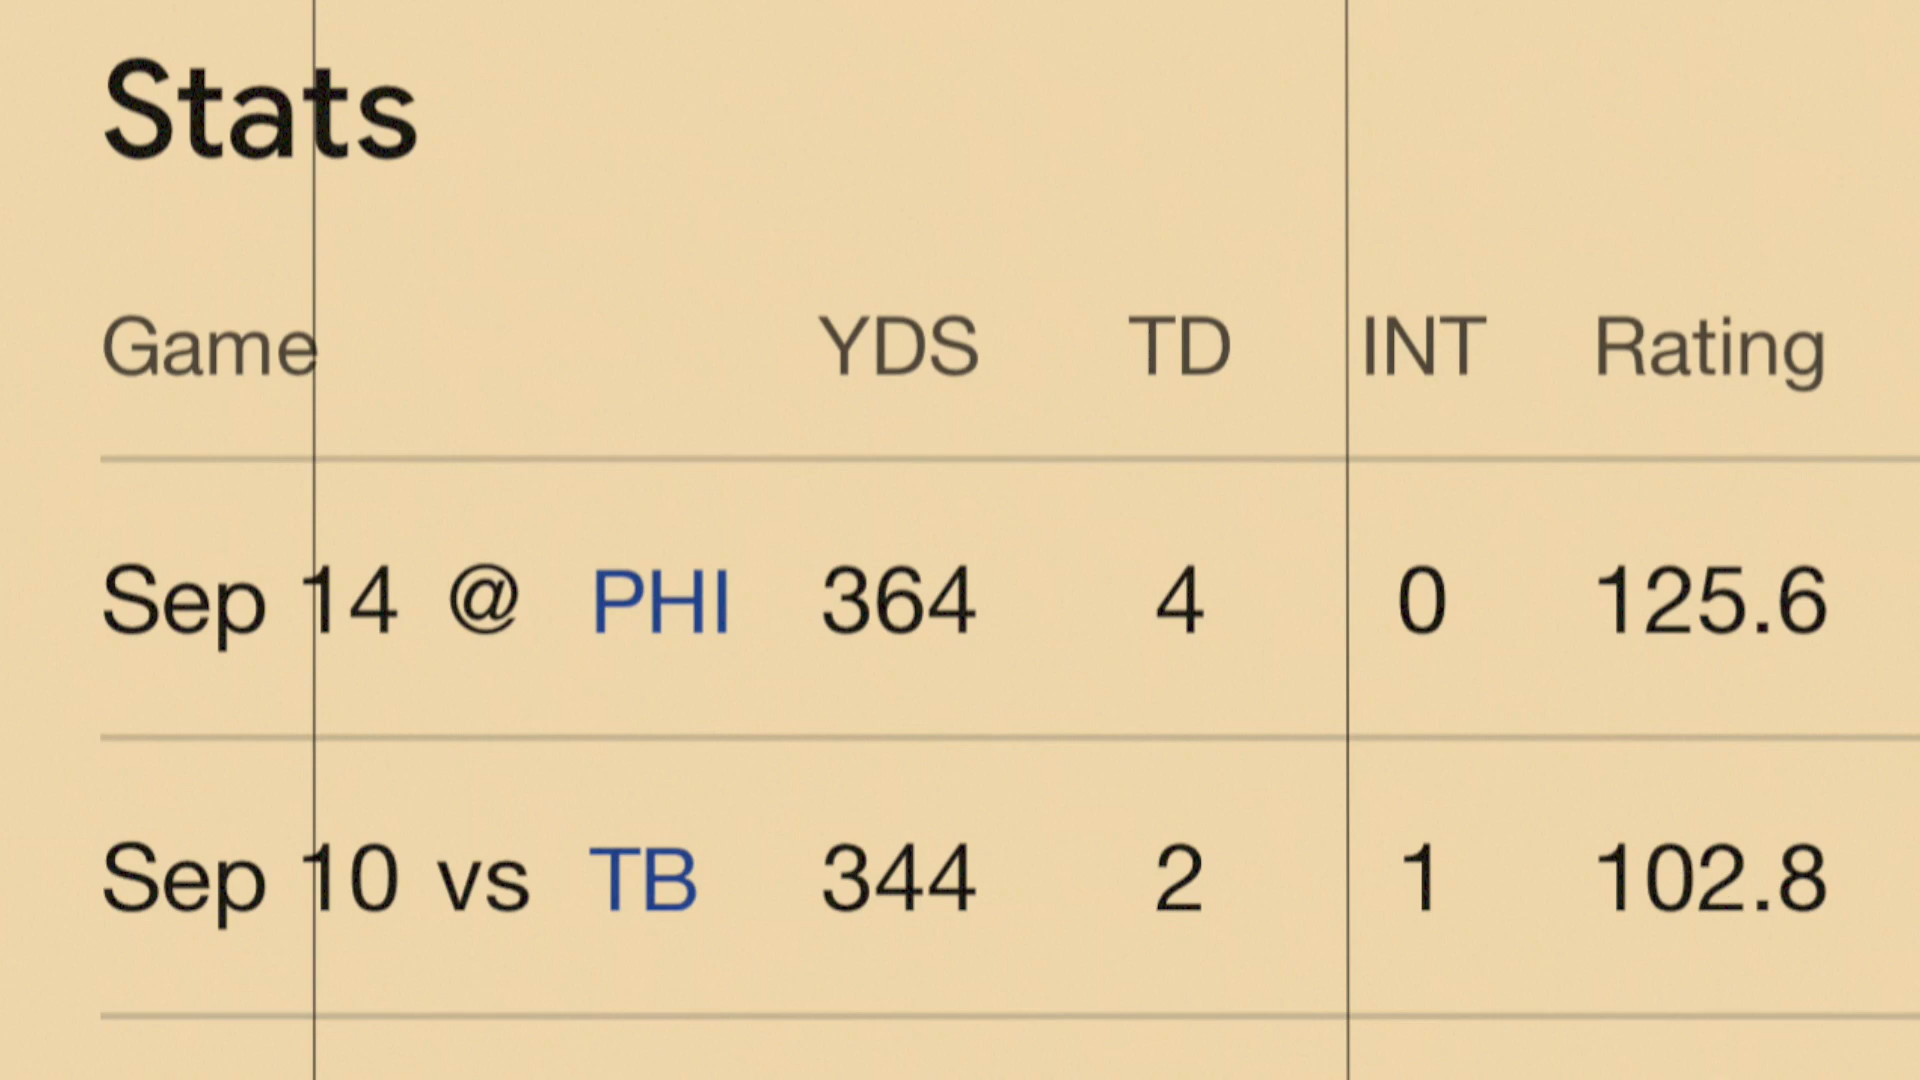 Stats
Game YDS TD INT Rating
Sep 14 @ PHI 364 4 0 125.6
Sep 10 vs TB 344 2 1 102.8